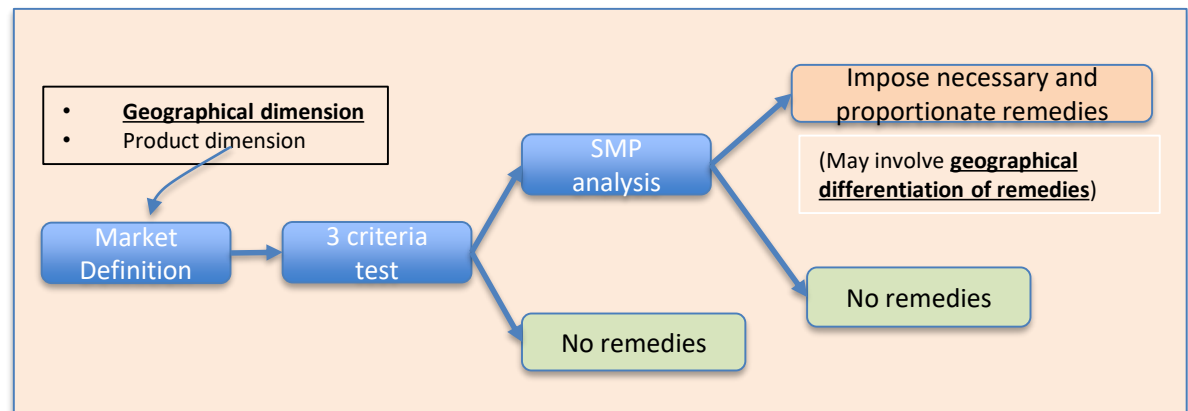 • Geographical dimension
• Product dimension
Market
Definition
3 criteria
test
SMP
analysis
No remedies
Impose necessary and
proportionate remedies
(May involve geographical
differentiation of remedies)
No remedies